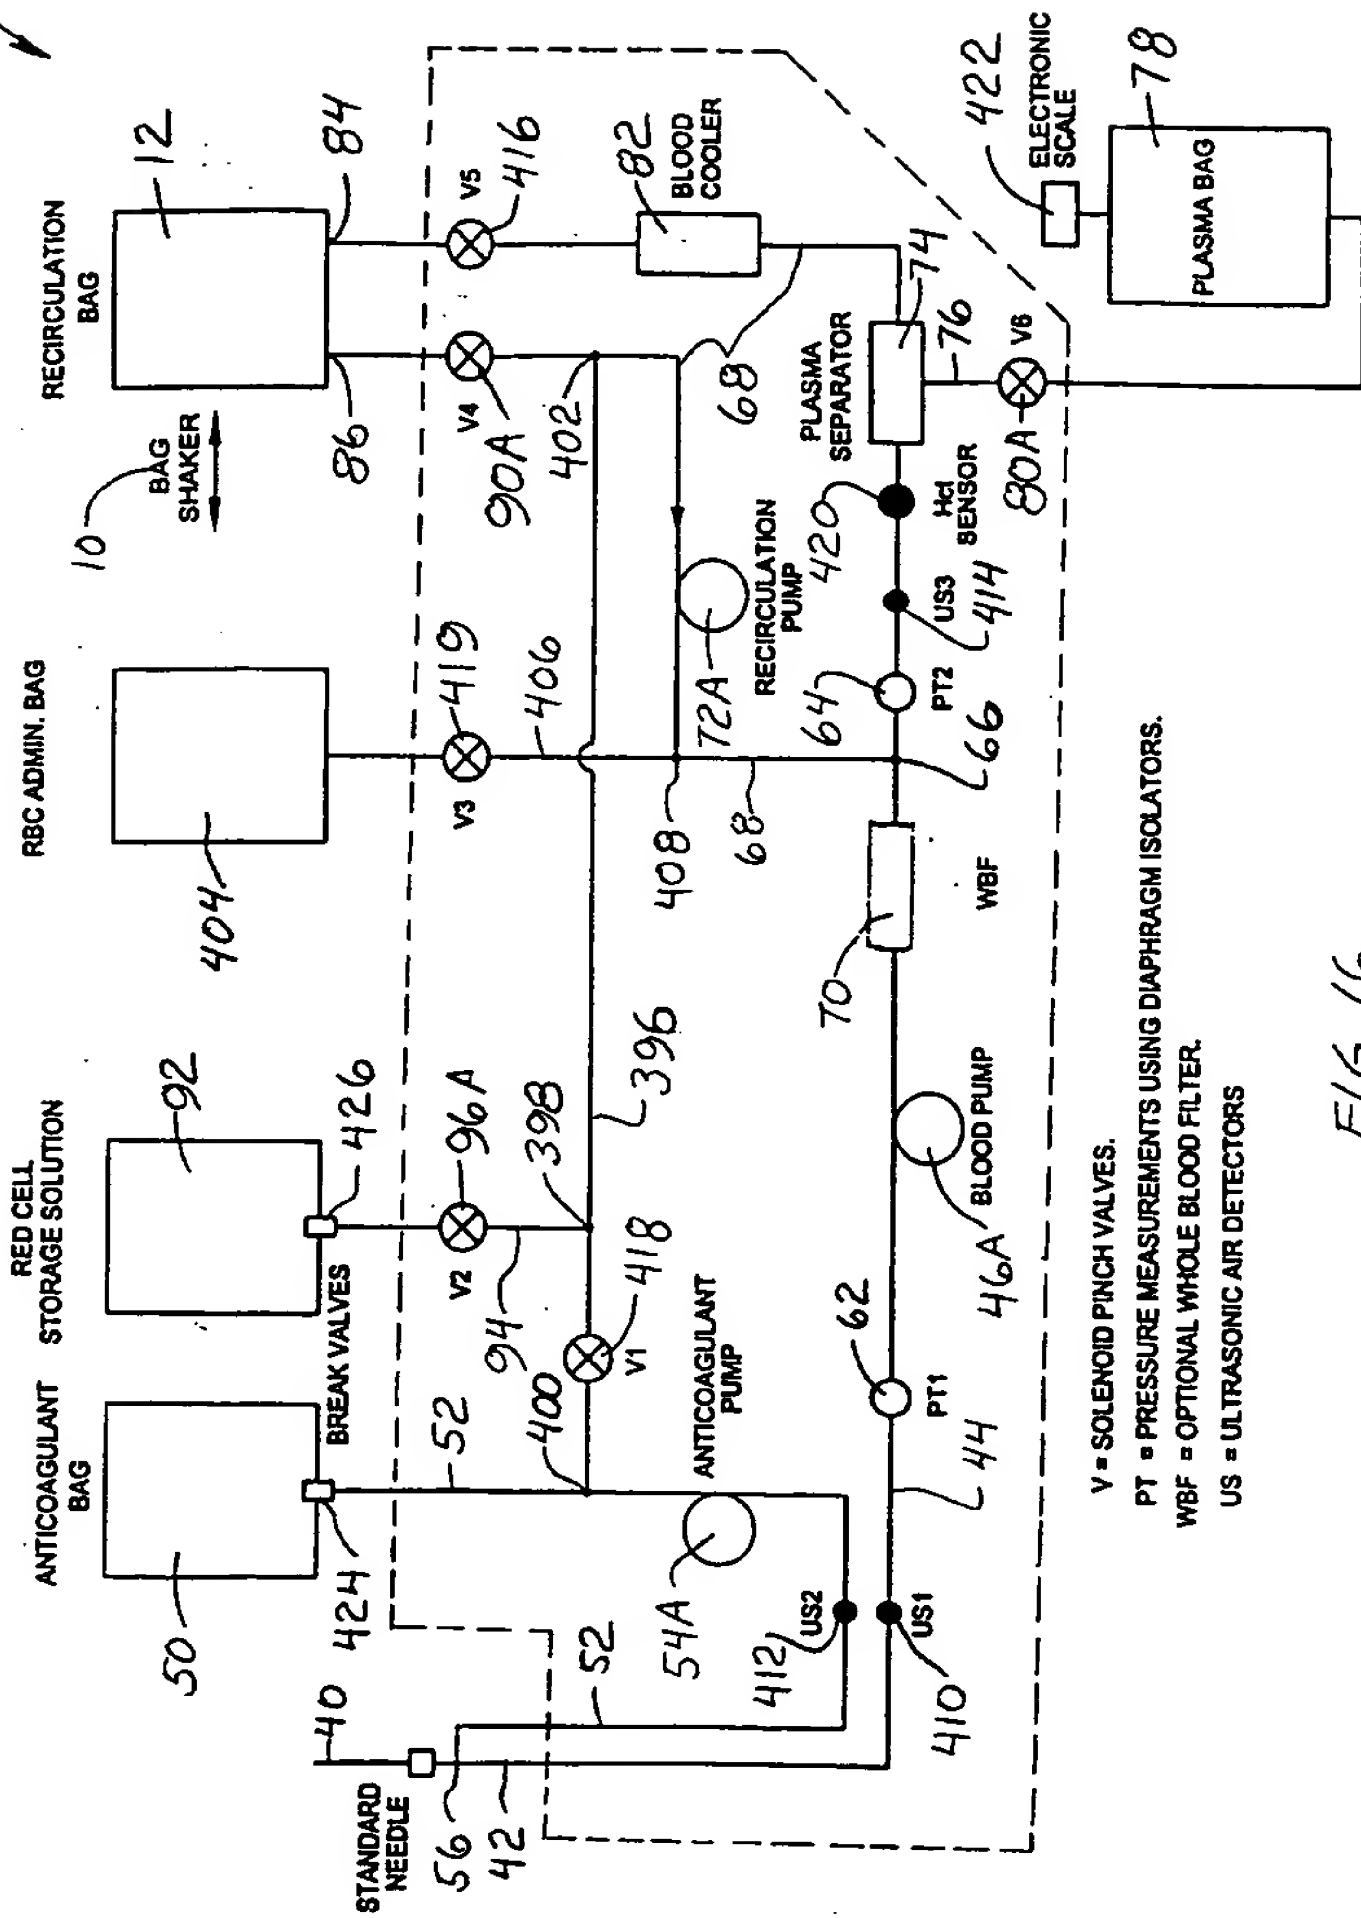 RED CELL
STORAGE SOLUTION
ANTICOAGULANT
BAG
RBC ADMIN. BAG
RECIRCULATION
BAG
10
BAG
SHAKER
12
50
92
404
84
40
424
BREAK VALVES
426
86
STANDARD
NEEDLE
56
42
52
94
V2
96A
V3
419
V4
90A
V5
416
400
398
406
402
52
V1
418
396
408
82
BLOOD
COOLER
54A
ANTICOAGULANT
PUMP
68
72A
RECIRCULATION
PUMP
68
412
US2
62
70
64
420
PLASMA
SEPARATOR
74
410
US1
PT1
44
46A
BLOOD PUMP
WBF
66
PT2
US3
414
Hct
SENSOR
76
80A
V6
422
ELECTRONIC
SCALE
78
PLASMA BAG
V = SOLENOID PINCH VALVES.
PT = PRESSURE MEASUREMENTS USING DIAPHRAGM ISOLATORS.
WBF = OPTIONAL WHOLE BLOOD FILTER.
US = ULTRASONIC AIR DETECTORS
FIG. 16